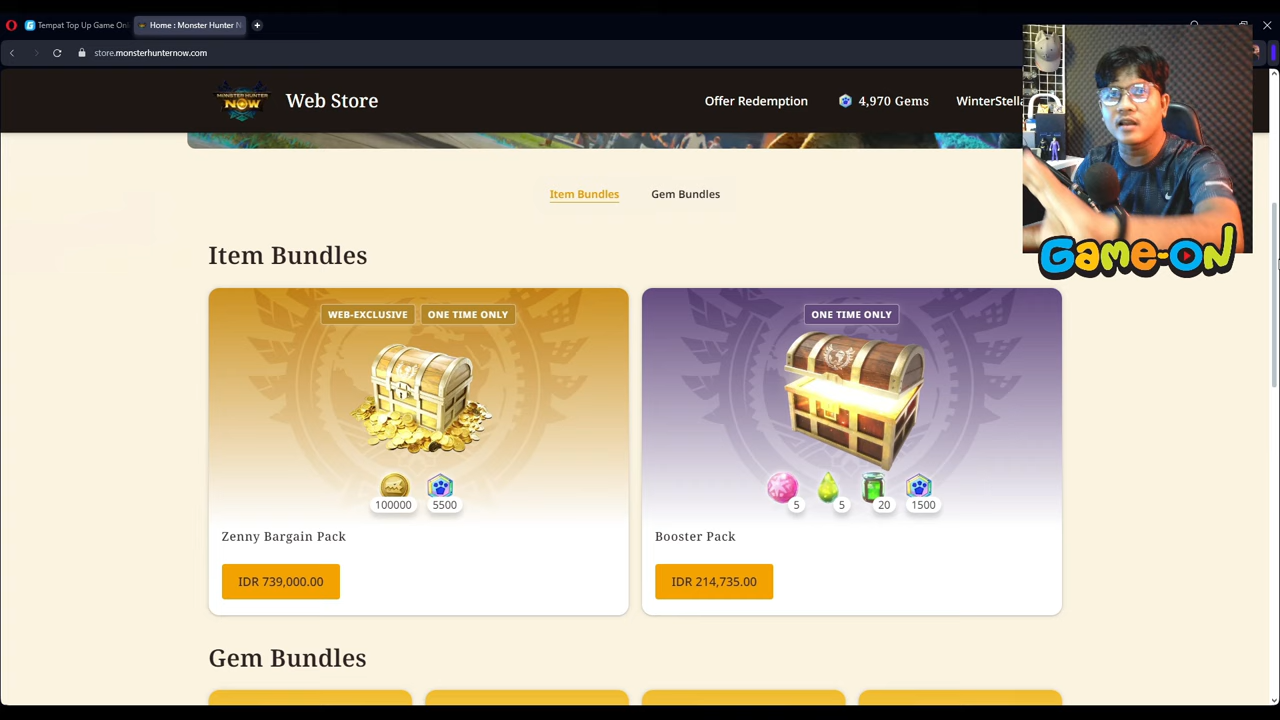 Tempat Top Up Game On
Home : Monster Hunter N
store.monsterhunternow.com
MONSTER HUNTER
NOW
Web Store
Offer Redemption
4,970 Gems
WinterStella
GAME-ON
Item Bundles
Gem Bundles
Item Bundles
WEB-EXCLUSIVE
ONE TIME ONLY
100000
5500
Zenny Bargain Pack
IDR 739,000.00
ONE TIME ONLY
5
5
20
1500
Booster Pack
IDR 214,735.00
Gem Bundles